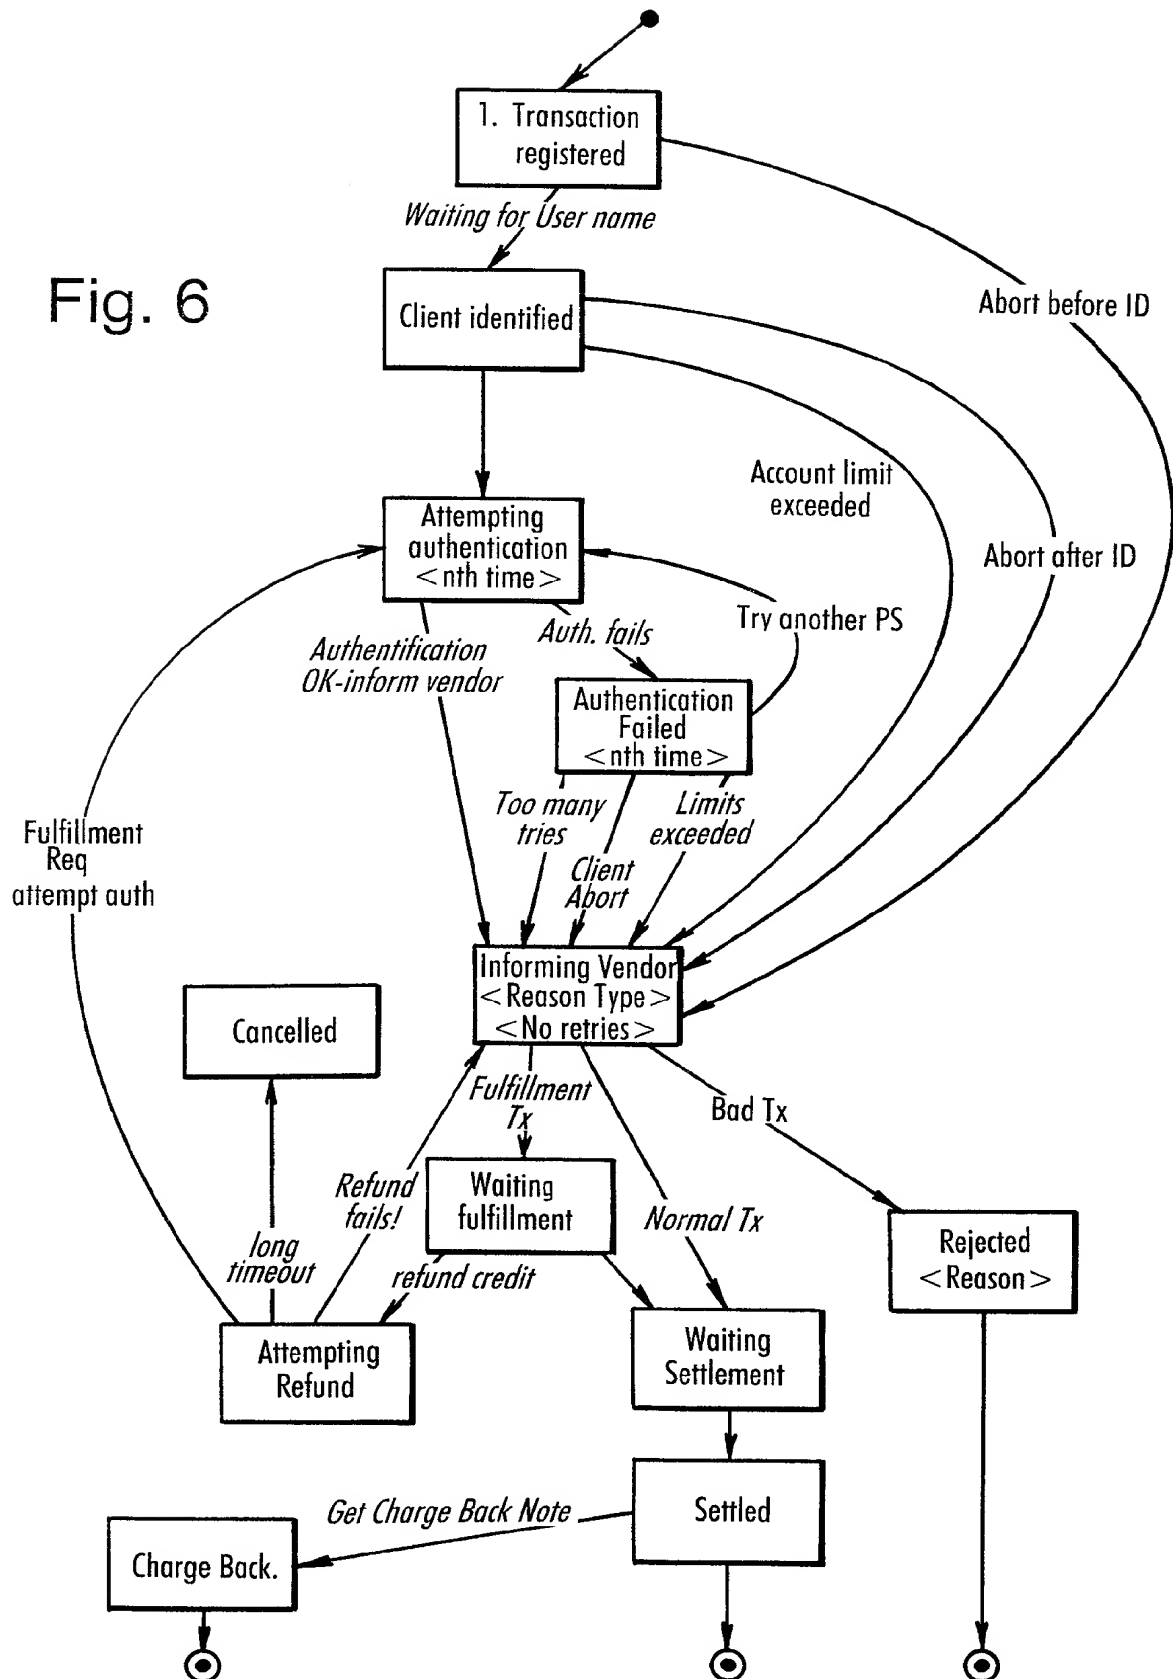 1. Transaction
registered
Waiting for User name
Fig. 6
Client identified
Abort before ID
Account limit
exceeded
Abort after ID
Attempting
authentication
<nth time>
Try another PS
Auth. fails
Authentification
OK-inform vendor
Authentication
Failed
<nth time>
Too many
tries
Client
Abort
Limits
exceeded
Fulfillment
Req
attempt auth
Informing Vendor
<Reason Type>
<No retries>
Cancelled
Fulfillment
Tx
Bad Tx
Refund
fails!
Waiting
fulfillment
Normal Tx
Rejected
<Reason>
long
timeout
refund credit
Attempting
Refund
Waiting
Settlement
Get Charge Back Note
Settled
Charge Back.